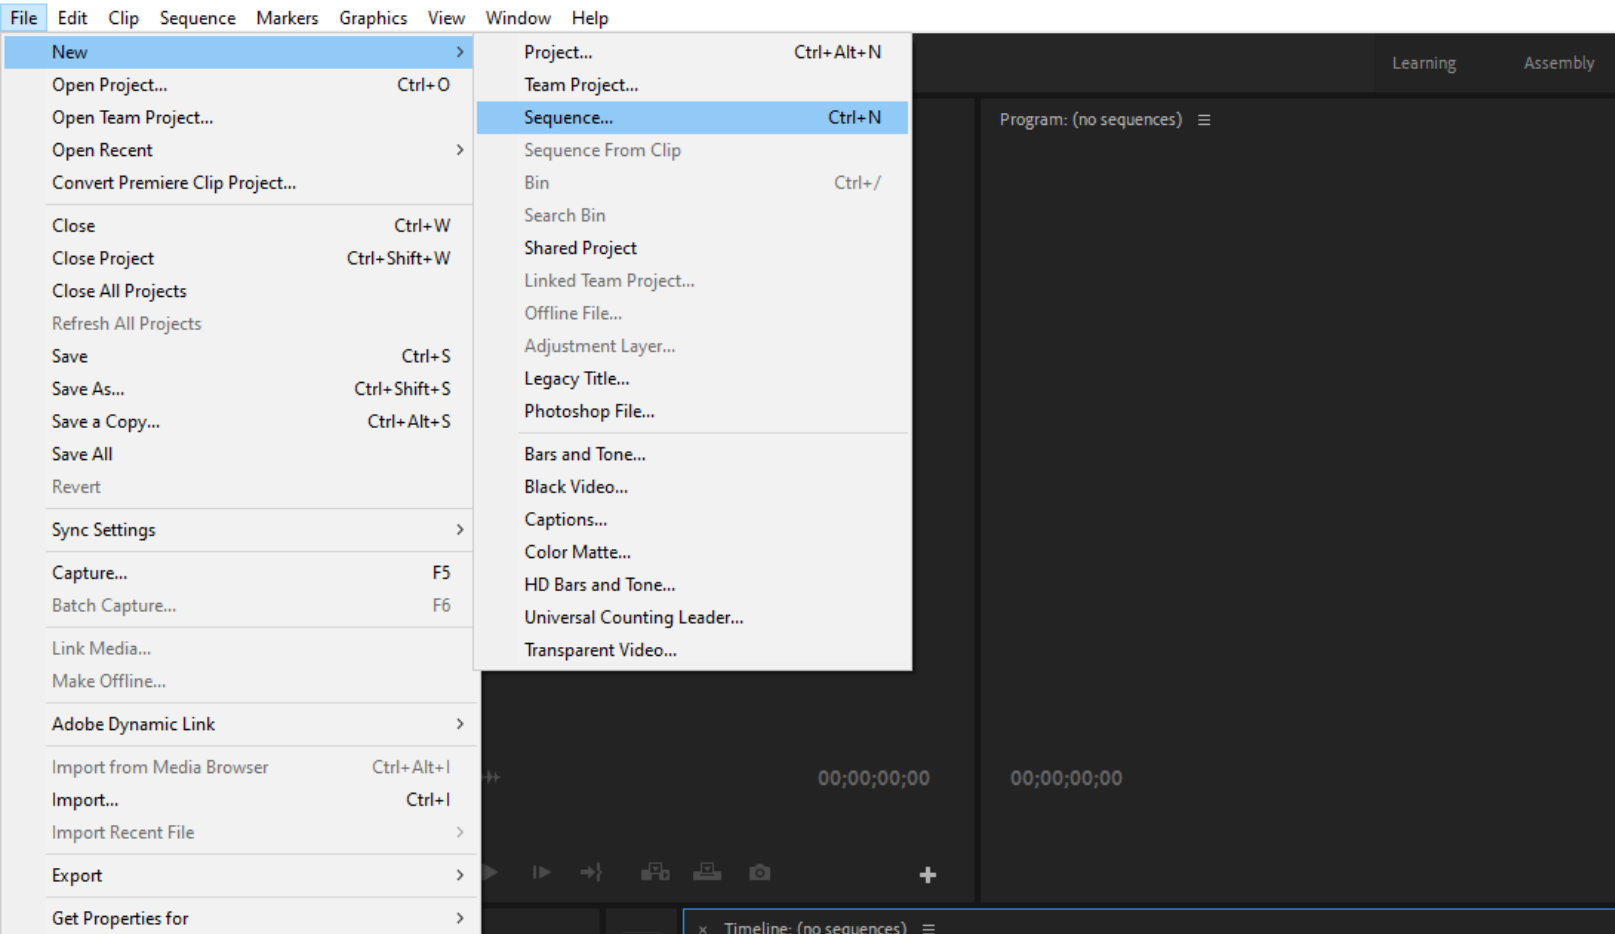 File Edit Clip Sequence Markers Graphics View Window Help
New
Open Project... Ctrl+O
Open Team Project...
Open Recent
Convert Premiere Clip Project...
Close Ctrl+W
Close Project Ctrl+Shift+W
Close All Projects
Refresh All Projects
Save Ctrl+S
Save As... Ctrl+Shift+S
Save a Copy... Ctrl+Alt+S
Save All
Revert
Sync Settings
Capture... F5
Batch Capture... F6
Link Media...
Make Offline...
Adobe Dynamic Link
Import from Media Browser Ctrl+Alt+I
Import... Ctrl+I
Import Recent File
Export
Get Properties for
Project... Ctrl+Alt+N
Team Project...
Sequence... Ctrl+N
Sequence From Clip
Bin Ctrl+/
Search Bin
Shared Project
Linked Team Project...
Offline File...
Adjustment Layer...
Legacy Title...
Photoshop File...
Bars and Tone...
Black Video...
Captions...
Color Matte...
HD Bars and Tone...
Universal Counting Leader...
Transparent Video...
Learning Assembly
Program: (no sequences)
00;00;00;00 00;00;00;00
Timeline: (no sequences)